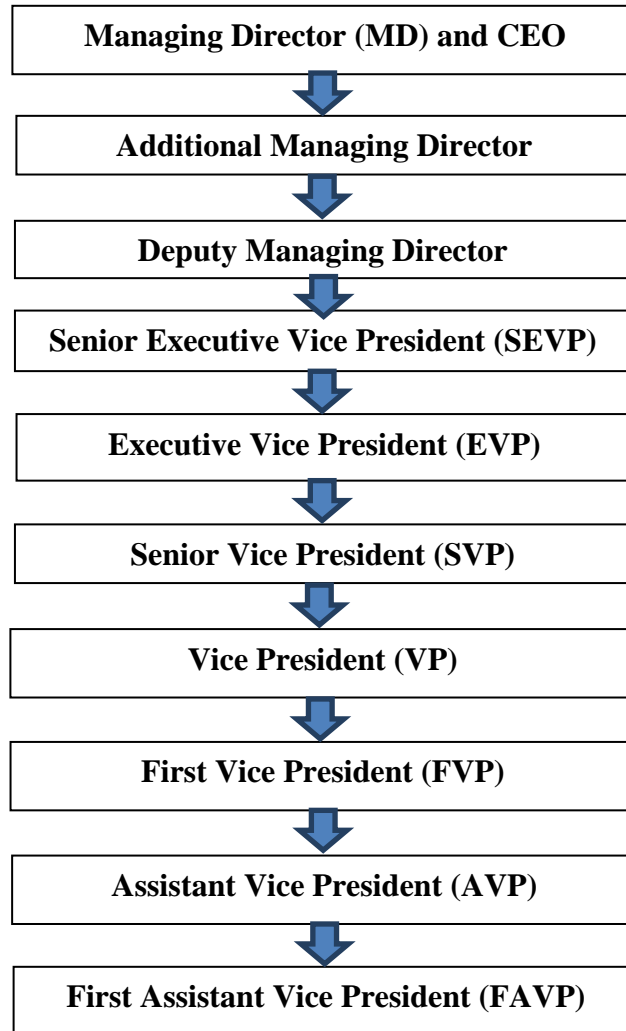 Managing Director (MD) and CEO
Additional Managing Director
Deputy Managing Director
Senior Executive Vice President (SEVP)
Executive Vice President (EVP)
Senior Vice President (SVP)
Vice President (VP)
First Vice President (FVP)
Assistant Vice President (AVP)
First Assistant Vice President (FAVP)